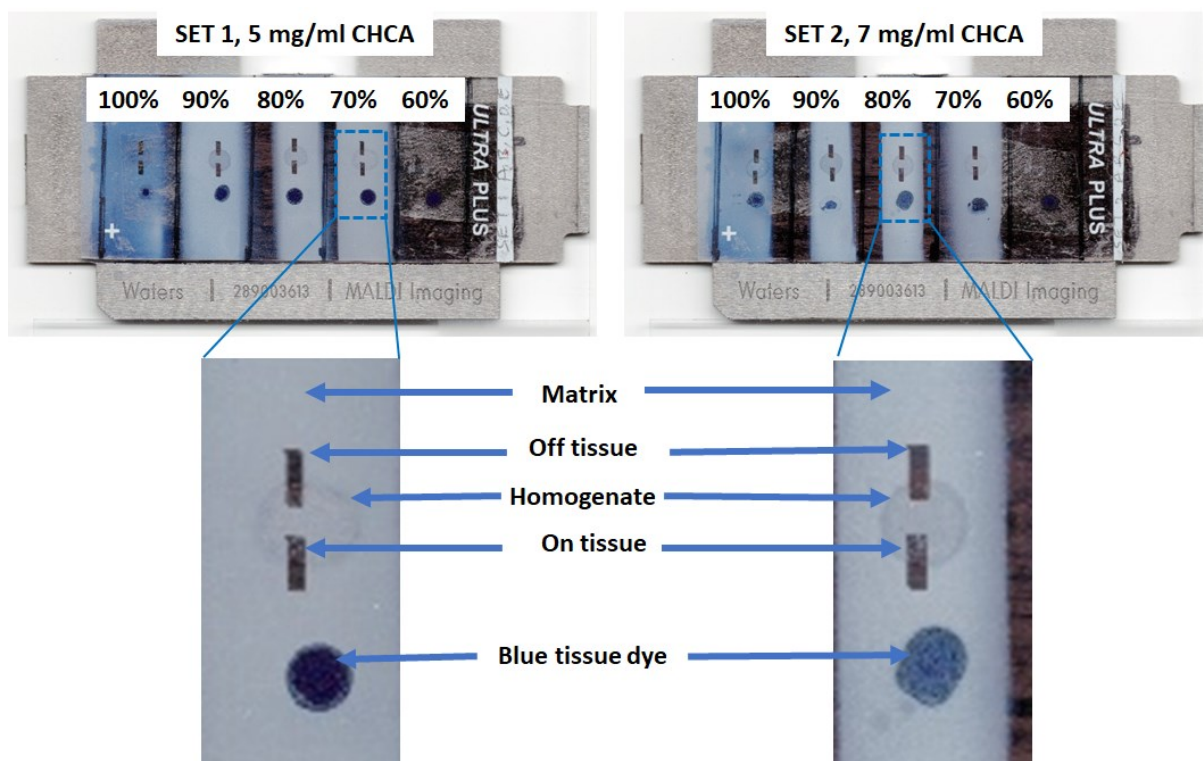 SET 1, 5 mg/ml CHCA
100% 90% 80% 70% 60%
ULTRA PLUS
+
Waters | 289003613 | MALDI Imaging
SET 2, 7 mg/ml CHCA
100% 90% 80% 70% 60%
ULTRA PLUS
+
Waters | 289003613 | MALDI Imaging
Matrix
Off tissue
Homogenate
On tissue
Blue tissue dye